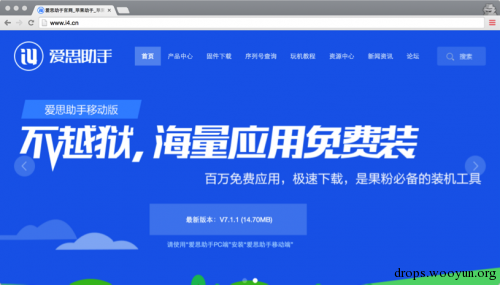 爱思助手官网_苹果助手_苹果
www.i4.cn
爱思助手
首页 产品中心 固件下载 序列号查询 玩机教程 资源中心 新闻资讯 论坛 搜索
爱思助手移动版
不越狱,海量应用免费装
百万免费应用，极速下载，是果粉必备的装机工具
最新版本：V7.1.1 (14.70MB)
请使用"爱思助手PC端"安装"爱思助手移动端"
drops.wooyun.org